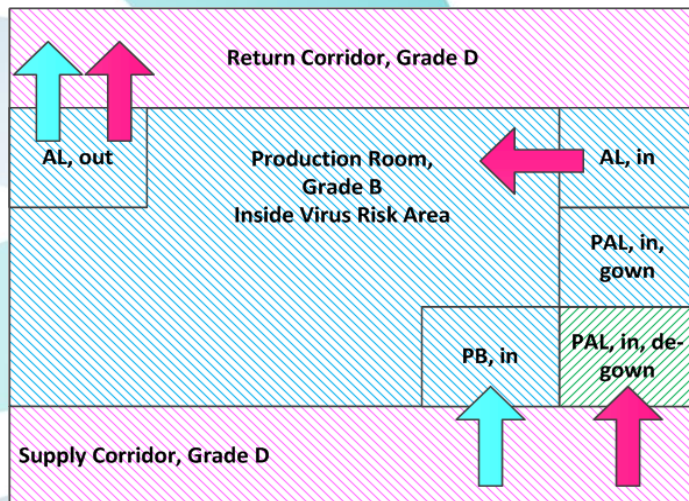 Return Corridor, Grade D
AL, out
Production Room,
Grade B
Inside Virus Risk Area
AL, in
PAL, in,
gown
PB, in
PAL, in, de-
gown
Supply Corridor, Grade D